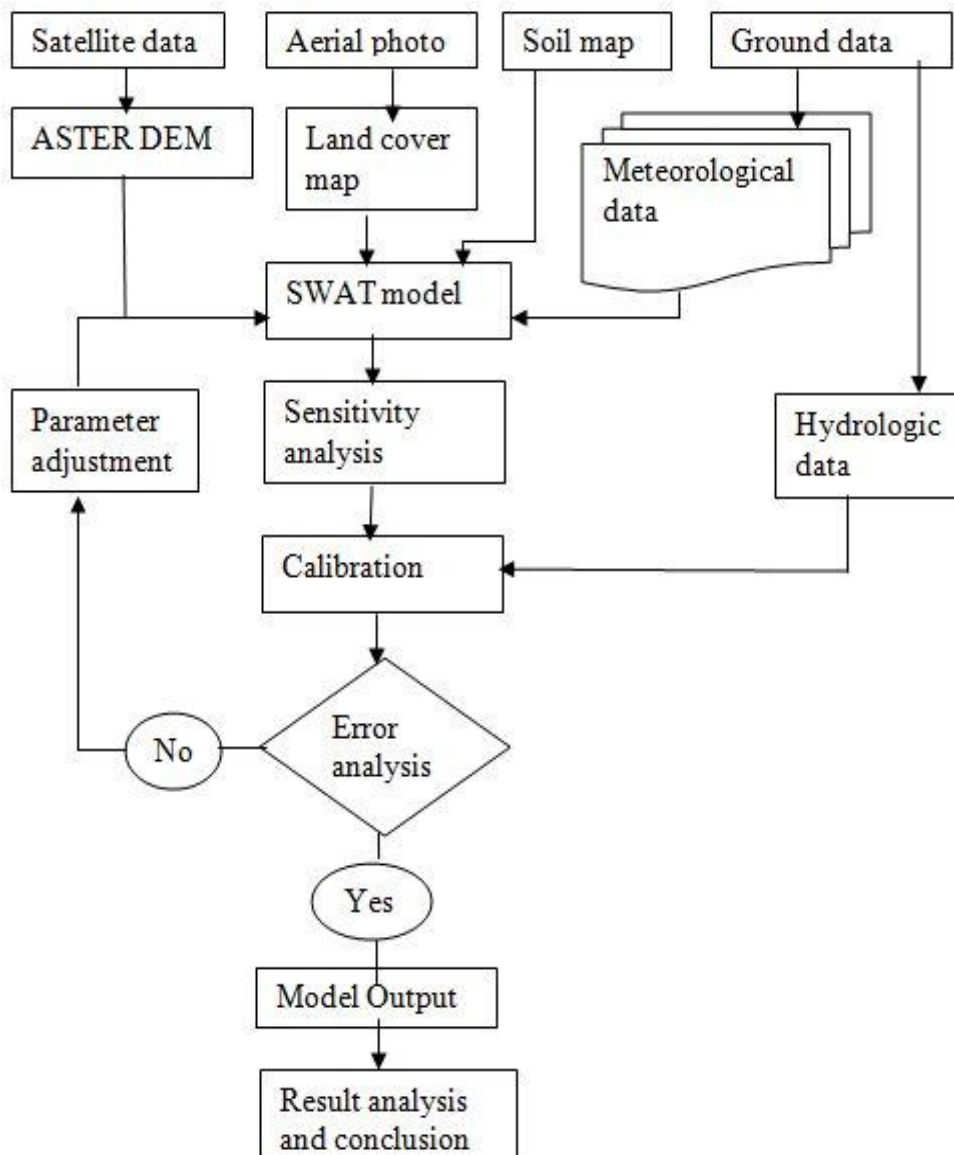 Satellite data
Aerial photo
Soil map
Ground data
ASTER DEM
Land cover
map
Meteorological
data
SWAT model
Parameter
adjustment
Sensitivity
analysis
Hydrologic
data
Calibration
Error
analysis
No
Yes
Model Output
Result analysis
and conclusion